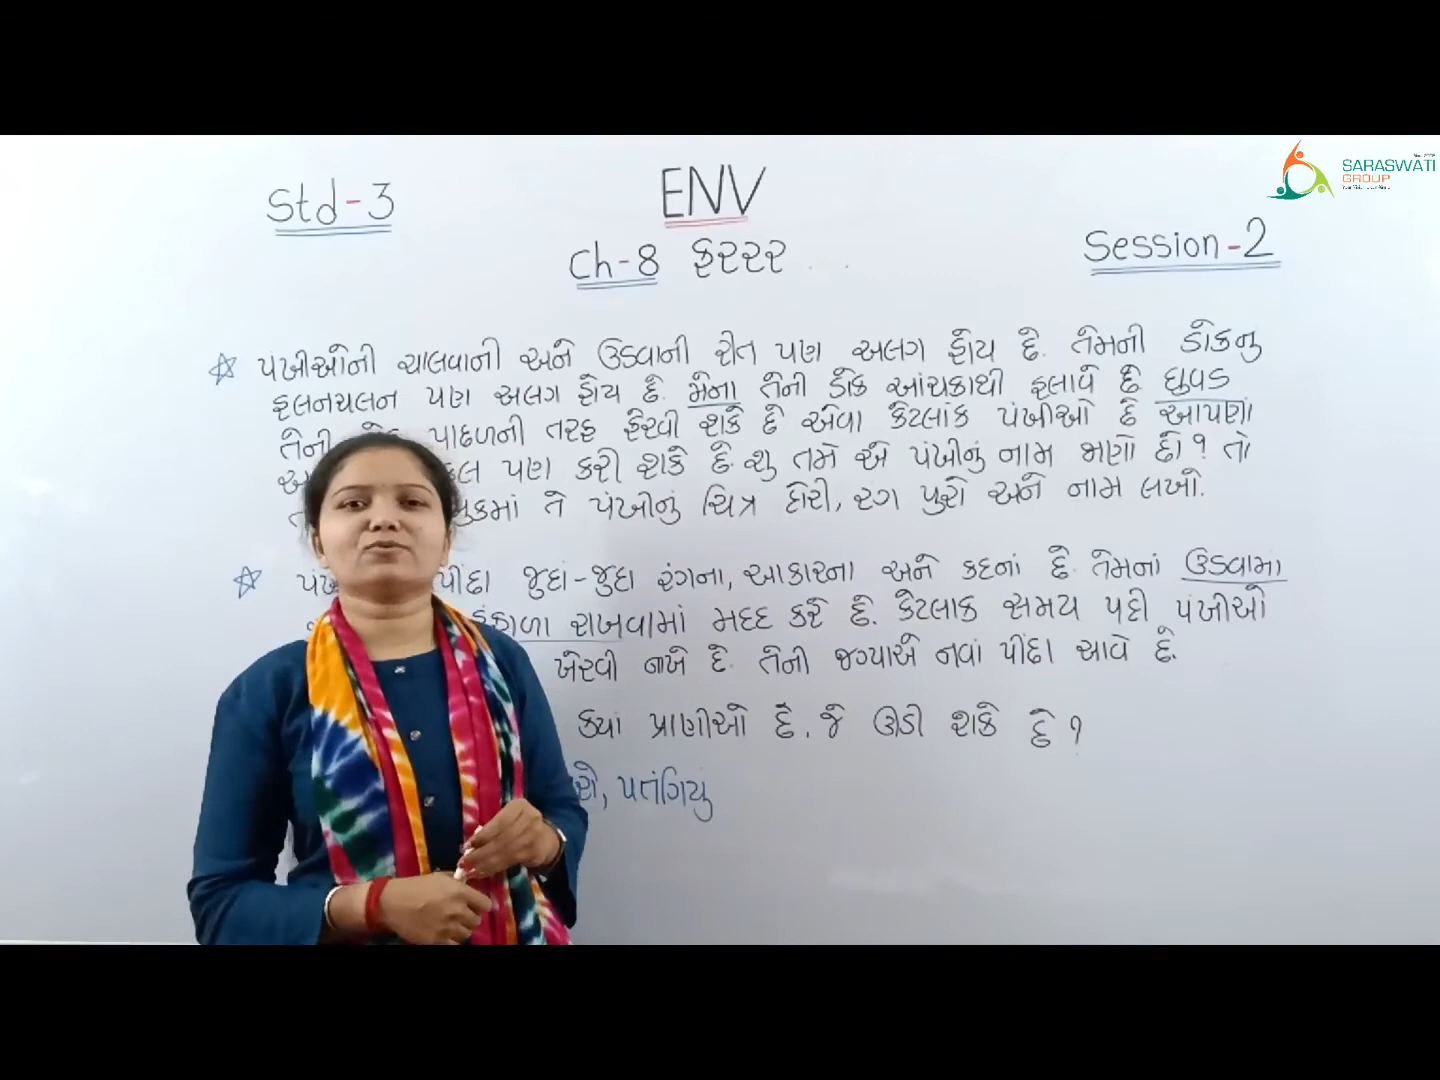 SARASWATI
GROUP
Std-3
ENV
Ch-8 ફરરર
Session-2
પંખીઓની ચાલવાની અને ઉડવાની રીત પણ અલગ હોય છે. તેમની ડોકનુ
હલનચલન પણ અલગ હોય છે. મેના તેની ડોક આંચકાથી હલાવે છે ઘુવડ
તેની પાછળની તરફ ફેરવી શકે છે એવા કેટલાંક પંખીઓ છે આપણાં
પણ કરી શકે છે. શુ તમે એ પંખીનું નામ જાણો છો? તો
તે પંખીનું ચિત્ર દોરી, રંગ પુરો અને નામ લખો.
પીંછા જુદાં-જુદા રંગના, આકારના અને કદનાં છે. તેમનાં ઉડવામા
રાખવામાં મદદ કરે છે. કેટલાક સમય પછી પંખીઓ
ખેરવી નાખે છે. તેની જગ્યાએ નવાં પીંછા આવે છે.
ક્યાં પ્રાણીઓ છે. જે ઊડી શકે છે?
પતંગિયું